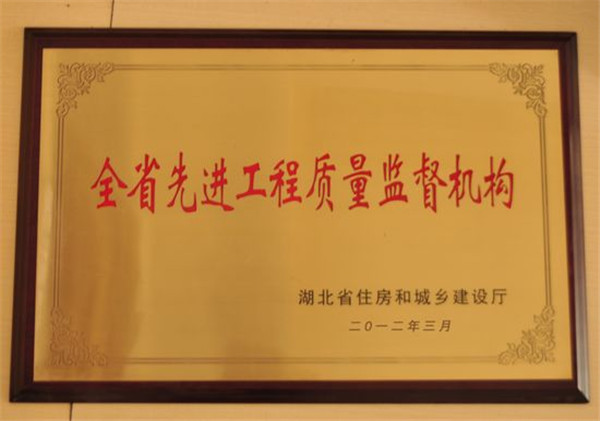 全省先进工程质量监督机构
湖北省住房和城乡建设厅
二〇一二年三月